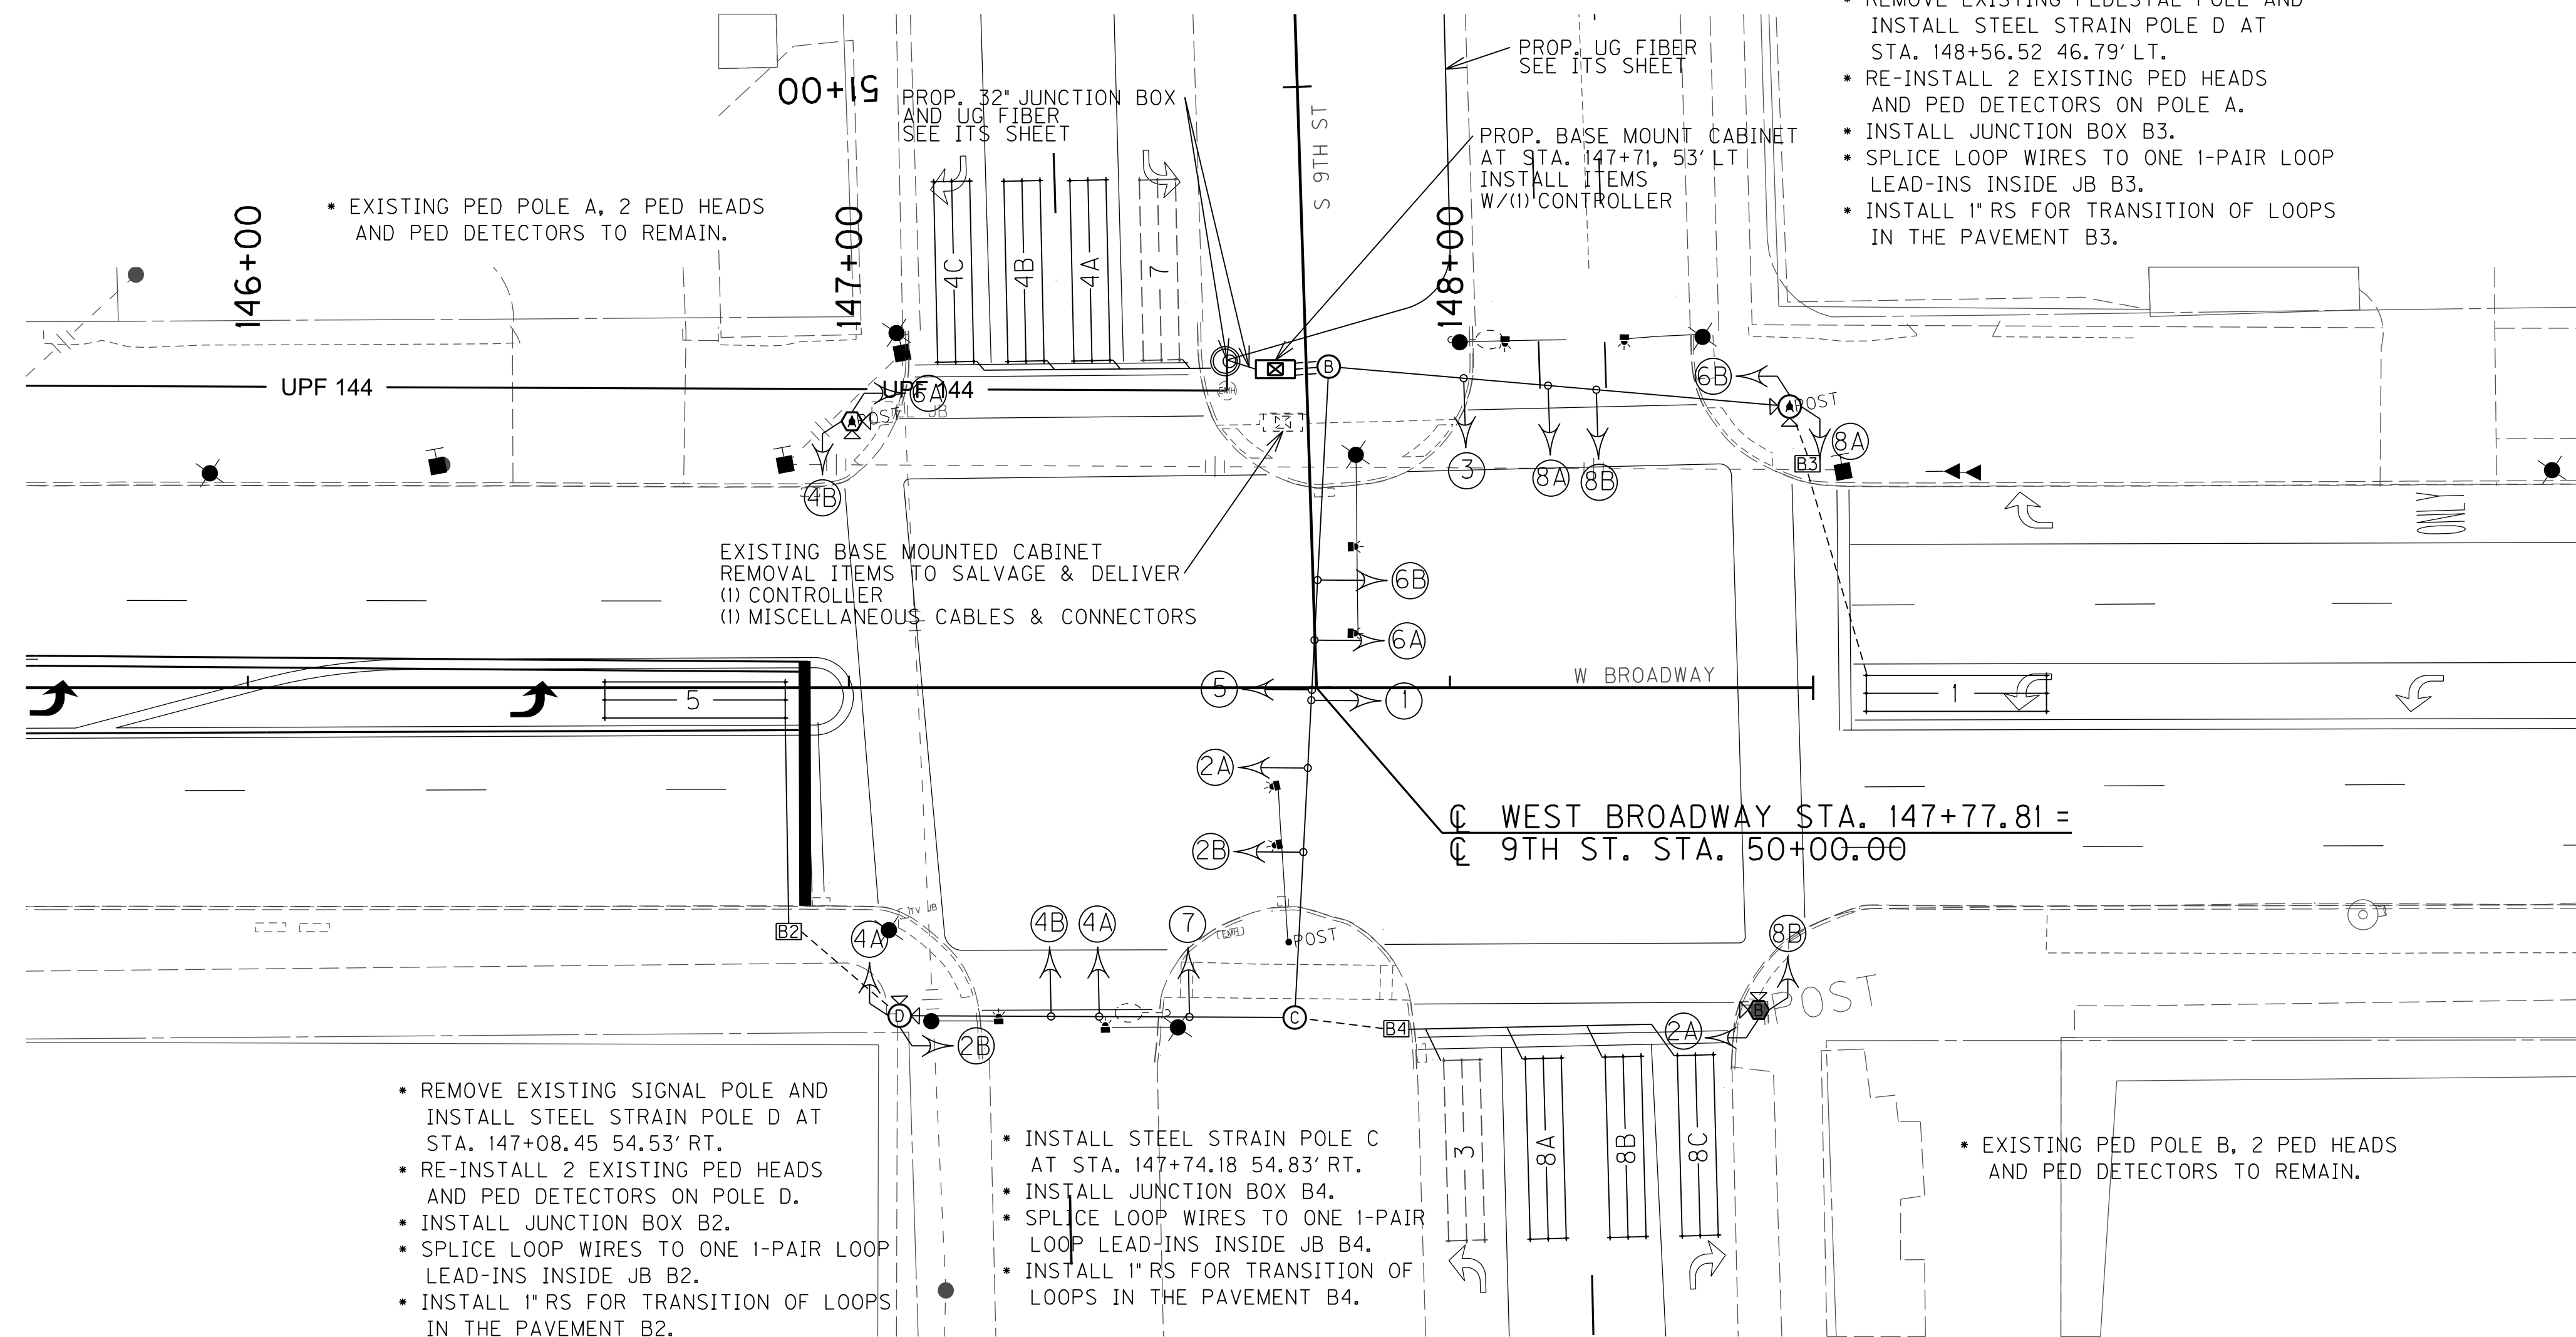 * REMOVE EXISTING PEDESTAL POLE AND
INSTALL STEEL STRAIN POLE D AT
STA. 148+56.52 46.79' LT.
* RE-INSTALL 2 EXISTING PED HEADS
AND PED DETECTORS ON POLE A.
* INSTALL JUNCTION BOX B3.
* SPLICE LOOP WIRES TO ONE 1-PAIR LOOP
LEAD-INS INSIDE JB B3.
* INSTALL 1" RS FOR TRANSITION OF LOOPS
IN THE PAVEMENT B3.
PROP. UG FIBER
SEE ITS SHEET
51+00
PROP. 32" JUNCTION BOX
AND UG FIBER
SEE ITS SHEET
S 9TH ST
PROP. BASE MOUNT CABINET
AT STA. 147+71, 53' LT
INSTALL ITEMS
W/(1) CONTROLLER
* EXISTING PED POLE A, 2 PED HEADS
AND PED DETECTORS TO REMAIN.
146+00
147+00
148+00
4C
4B
4A
7
UPF 144
UPF 144
6A
B
6B
A
POST
A
POST
JB
8A
B3
3
8A
8B
4B
ONLY
EXISTING BASE MOUNTED CABINET
REMOVAL ITEMS TO SALVAGE & DELIVER
(1) CONTROLLER
(1) MISCELLANEOUS CABLES & CONNECTORS
6B
6A
5
5
1
W BROADWAY
1
2A
2B
℄ WEST BROADWAY STA. 147+77.81 =
℄ 9TH ST. STA. 50+00.00
B2
4A
TV JB
4B
4A
7
EMH
POST
8B
D
2B
C
B4
2A
B
POST
3
8A
8B
8C
* REMOVE EXISTING SIGNAL POLE AND
INSTALL STEEL STRAIN POLE D AT
STA. 147+08.45 54.53' RT.
* RE-INSTALL 2 EXISTING PED HEADS
AND PED DETECTORS ON POLE D.
* INSTALL JUNCTION BOX B2.
* SPLICE LOOP WIRES TO ONE 1-PAIR LOOP
LEAD-INS INSIDE JB B2.
* INSTALL 1" RS FOR TRANSITION OF LOOPS
IN THE PAVEMENT B2.
* INSTALL STEEL STRAIN POLE C
AT STA. 147+74.18 54.83' RT.
* INSTALL JUNCTION BOX B4.
* SPLICE LOOP WIRES TO ONE 1-PAIR
LOOP LEAD-INS INSIDE JB B4.
* INSTALL 1" RS FOR TRANSITION OF
LOOPS IN THE PAVEMENT B4.
* EXISTING PED POLE B, 2 PED HEADS
AND PED DETECTORS TO REMAIN.